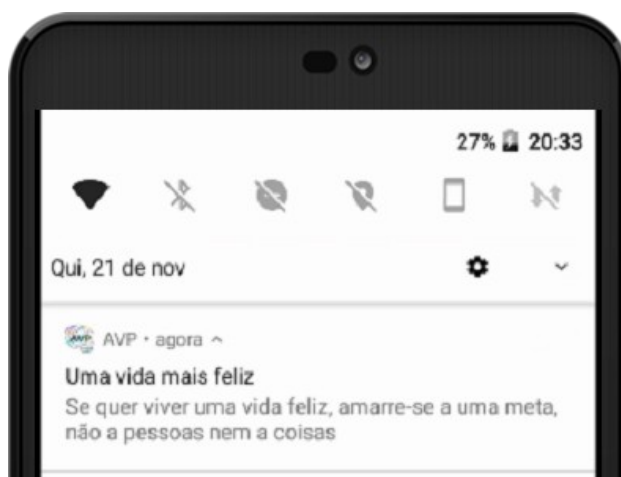 27% 20:33
Qui, 21 de nov
AVP • agora
Uma vida mais feliz
Se quer viver uma vida feliz, amarre-se a uma meta,
não a pessoas nem a coisas